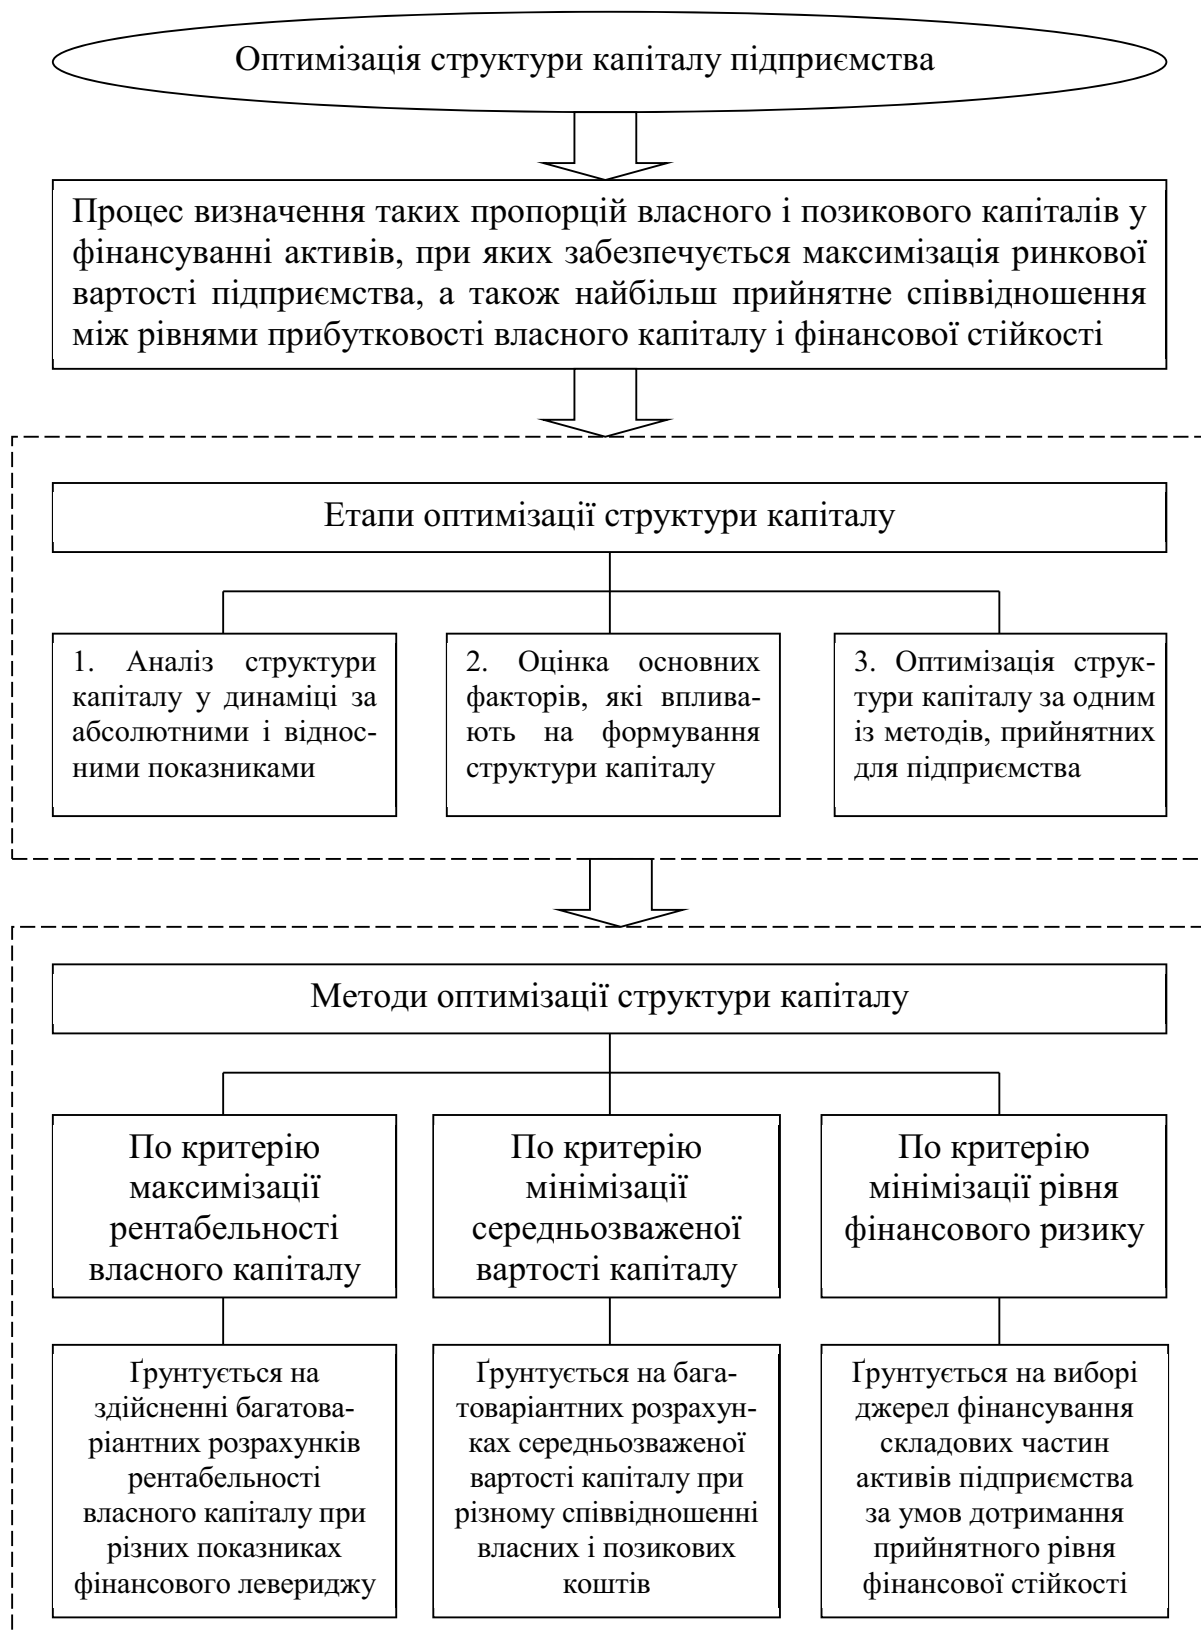 Оптимізація структури капіталу підприємства
Процес визначення таких пропорцій власного і позикового капіталів у
фінансуванні активів, при яких забезпечується максимізація ринкової
вартості підприємства, а також найбільш прийнятне співвідношення
між рівнями прибутковості власного капіталу і фінансової стійкості
Етапи оптимізації структури капіталу
1. Аналіз структури
капіталу у динаміці за
абсолютними і віднос-
ними показниками
2. Оцінка основних
факторів, які вплива-
ють на формування
структури капіталу
3. Оптимізація струк-
тури капіталу за одним
із методів, прийнятних
для підприємства
Методи оптимізації структури капіталу
По критерію
максимізації
рентабельності
власного капіталу
По критерію
мінімізації
середньозваженої
вартості капіталу
По критерію
мінімізації рівня
фінансового ризику
Ґрунтується на
здійсненні багатова-
ріантних розрахунків
рентабельності
власного капіталу при
різних показниках
фінансового левериджу
Ґрунтується на бага-
товаріантних розрахун-
ках середньозваженої
вартості капіталу при
різному співвідношенні
власних і позикових
коштів
Ґрунтується на виборі
джерел фінансування
складових частин
активів підприємства
за умов дотримання
прийнятного рівня
фінансової стійкості